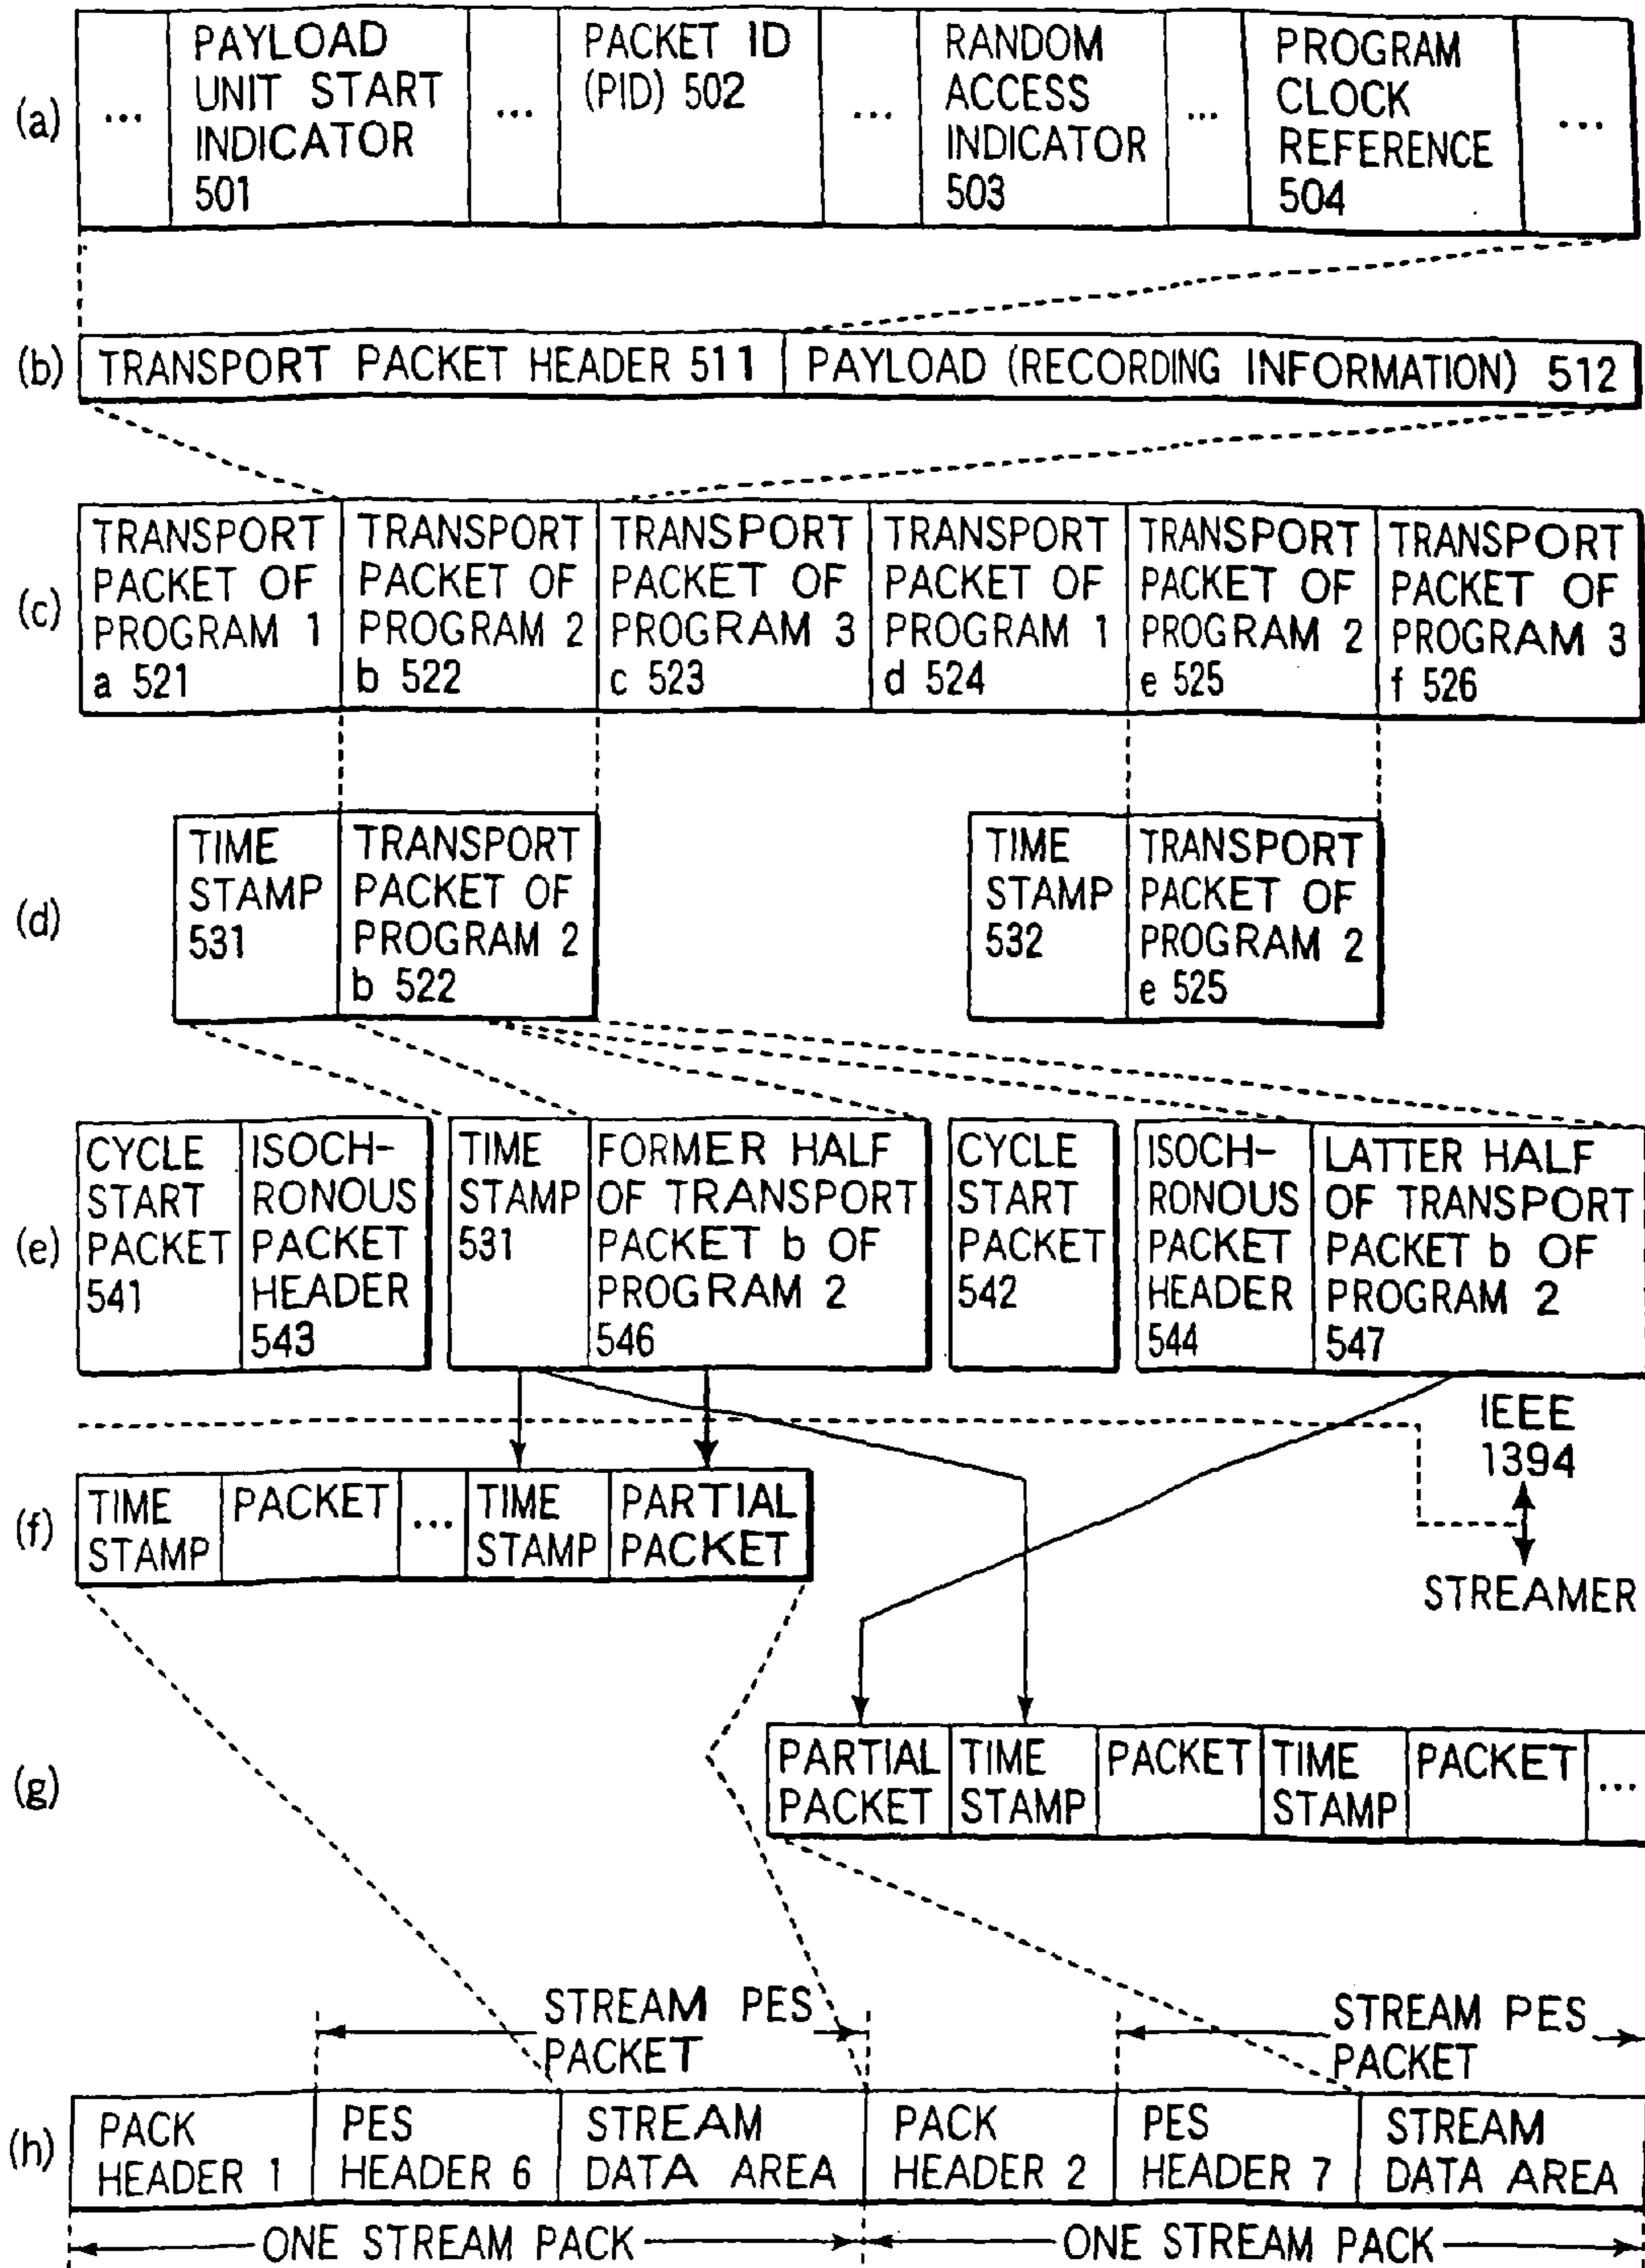 (a)
...
PAYLOAD
UNIT START
INDICATOR
501
...
PACKET ID
(PID) 502
...
RANDOM
ACCESS
INDICATOR
503
...
PROGRAM
CLOCK
REFERENCE
504
...
(b)
TRANSPORT PACKET HEADER 511
PAYLOAD (RECORDING INFORMATION) 512
(c)
TRANSPORT
PACKET OF
PROGRAM 1
a 521
TRANSPORT
PACKET OF
PROGRAM 2
b 522
TRANSPORT
PACKET OF
PROGRAM 3
c 523
TRANSPORT
PACKET OF
PROGRAM 1
d 524
TRANSPORT
PACKET OF
PROGRAM 2
e 525
TRANSPORT
PACKET OF
PROGRAM 3
f 526
(d)
TIME
STAMP
531
TRANSPORT
PACKET OF
PROGRAM 2
b 522
TIME
STAMP
532
TRANSPORT
PACKET OF
PROGRAM 2
e 525
(e)
CYCLE
START
PACKET
541
ISOCH-
RONOUS
PACKET
HEADER
543
TIME
STAMP
531
FORMER HALF
OF TRANSPORT
PACKET b OF
PROGRAM 2
546
CYCLE
START
PACKET
542
ISOCH-
RONOUS
PACKET
HEADER
544
LATTER HALF
OF TRANSPORT
PACKET b OF
PROGRAM 2
547
IEEE
1394
STREAMER
(f)
TIME
STAMP
PACKET
...
TIME
STAMP
PARTIAL
PACKET
(g)
PARTIAL
PACKET
TIME
STAMP
PACKET
TIME
STAMP
PACKET
...
STREAM PES
PACKET
STREAM PES
PACKET
(h)
PACK
HEADER 1
PES
HEADER 6
STREAM
DATA AREA
PACK
HEADER 2
PES
HEADER 7
STREAM
DATA AREA
ONE STREAM PACK
ONE STREAM PACK